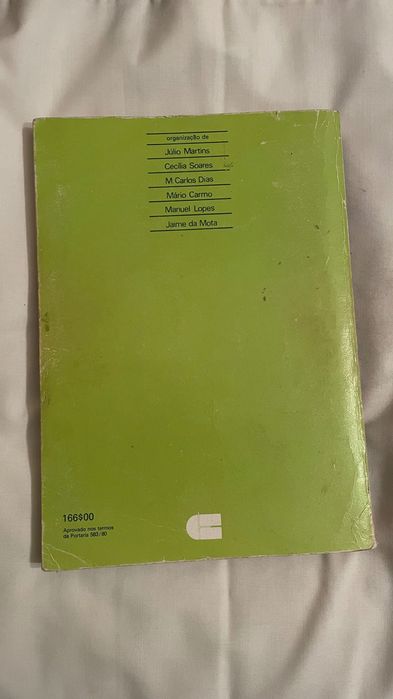 organização de
Júlio Martins
Cecília Soares
M. Carlos Dias
Mário Carmo
Manuel Lopes
Jaime da Mota
166$00
Aprovado nos termos
da Portaria 583/80